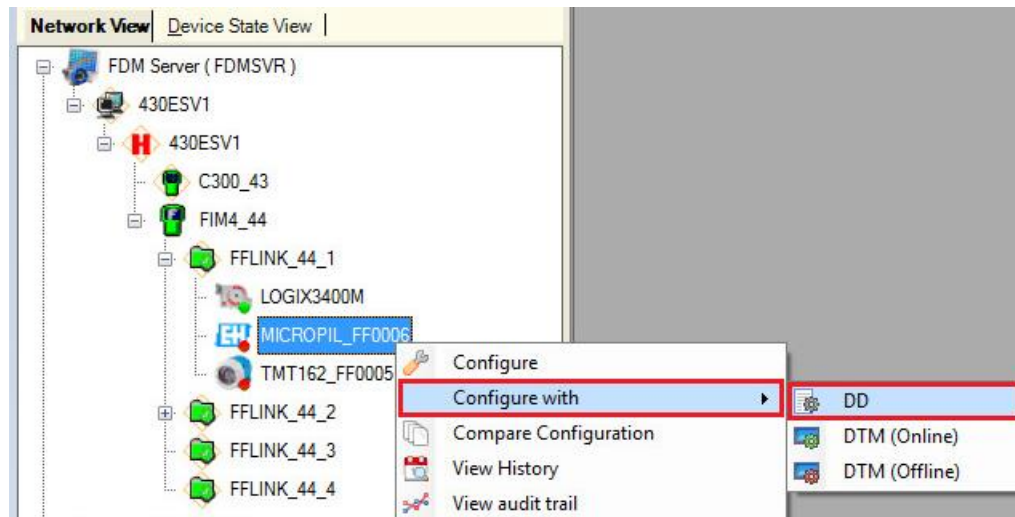 Network View Device State View
FDM Server ( FDMSVR )
430ESV1
H 430ESV1
C300_43
F FIM4_44
FFLINK_44_1
LOGIX3400M
EH MICROPIL_FF0006
TMT162_FF0005
FFLINK_44_2
FFLINK_44_3
FFLINK_44_4
Configure
Configure with
Compare Configuration
View History
View audit trail
DD
DTM (Online)
DTM (Offline)